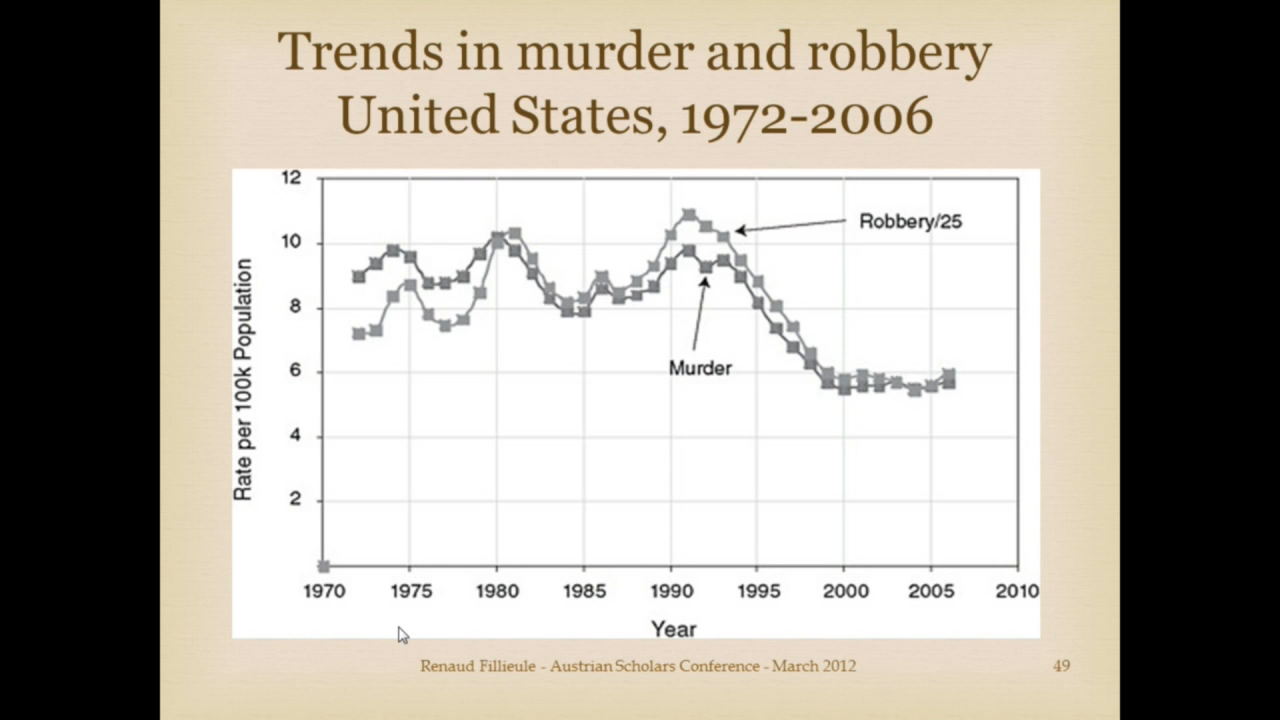 Trends in murder and robbery
United States, 1972-2006
12
10
8
6
4
2
Rate per 100k Population
Robbery/25
Murder
1970 1975 1980 1985 1990 1995 2000 2005 2010
Year
Renaud Fillieule - Austrian Scholars Conference - March 2012
49